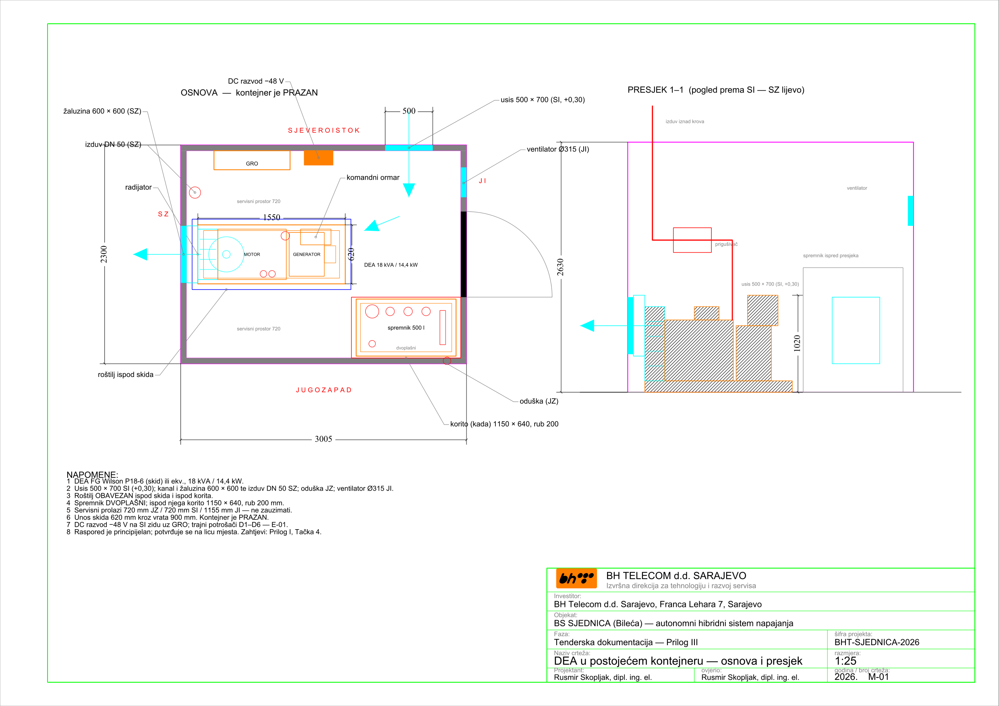 DC razvod −48 V
OSNOVA — kontejner je PRAZAN
PRESJEK 1–1 (pogled prema SI — SZ lijevo)
usis 500 × 700 (SI, +0,30)
žaluzina 600 × 600 (SZ)
500
izduv iznad krova
SJEVEROISTOK
izduv DN 50 (SZ)
ventilator Ø315 (JI)
GRO
komandni ormar
JI
radijator
ventilator
servisni prostor 720
SZ
1550
prigušivač
2300
MOTOR
GENERATOR
620
DEA 18 kVA / 14,4 kW
2630
spremnik ispred presjeka
usis 500 × 700 (SI, +0,30)
servisni prostor 720
spremnik 500 l
dvoplašni
1020
roštilj ispod skida
JUGOZAPAD
oduška (JZ)
korito (kada) 1150 × 640, rub 200
3005
NAPOMENE:
1 DEA FG Wilson P18-6 (skid) ili ekv., 18 kVA / 14,4 kW.
2 Usis 500 × 700 SI (+0,30); kanal i žaluzina 600 × 600 te izduv DN 50 SZ; oduška JZ; ventilator Ø315 JI.
3 Roštilj OBAVEZAN ispod skida i ispod korita.
4 Spremnik DVOPLAŠNI; ispod njega korito 1150 × 640, rub 200 mm.
5 Servisni prolazi 720 mm JZ / 720 mm SI / 1155 mm JI — ne zauzimati.
6 Unos skida 620 mm kroz vrata 900 mm. Kontejner je PRAZAN.
7 DC razvod −48 V na SI zidu uz GRO; trajni potrošači D1–D6 — E-01.
8 Raspored je principijelan; potvrđuje se na licu mjesta. Zahtjevi: Prilog I, Tačka 4.
bh
BH TELECOM d.d. SARAJEVO
Izvršna direkcija za tehnologiju i razvoj servisa
Investitor:
BH Telecom d.d. Sarajevo, Franca Lehara 7, Sarajevo
Objekat:
BS SJEDNICA (Bileća) — autonomni hibridni sistem napajanja
Faza:
Tenderska dokumentacija — Prilog III
šifra projekta:
BHT-SJEDNICA-2026
Naziv crteža:
DEA u postojećem kontejneru — osnova i presjek
razmjera:
1:25
Projektant:
Rusmir Skopljak, dipl. ing. el.
ovjerio:
Rusmir Skopljak, dipl. ing. el.
godina / broj crteža:
2026. M-01